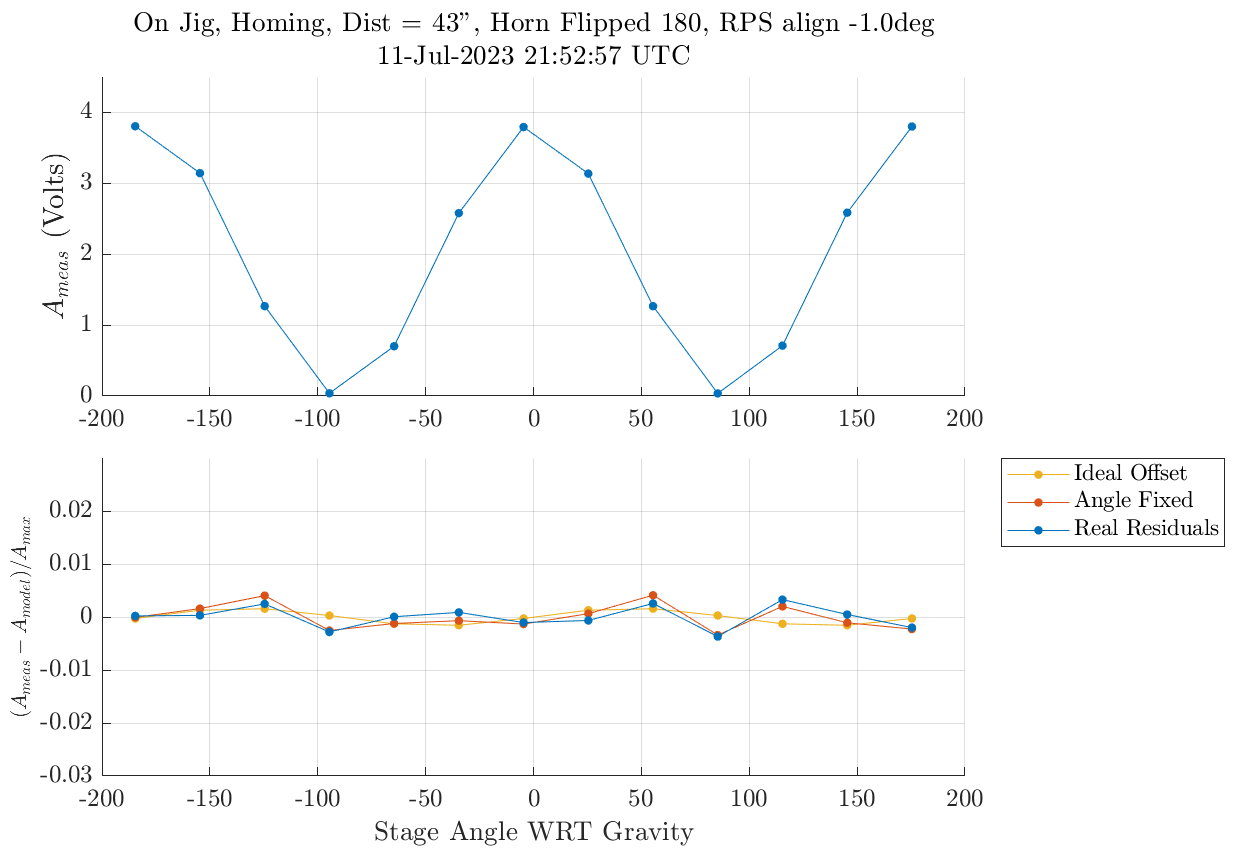 On Jig, Homing, Dist = 43”, Horn Flipped 180, RPS align -1.0deg
11-Jul-2023 21:52:57 UTC
A_meas (Volts)
4
3
2
1
0
-200 -150 -100 -50 0 50 100 150 200
(A_meas − A_model)/A_max
0.02
0.01
0
-0.01
-0.02
-0.03
-200 -150 -100 -50 0 50 100 150 200
Stage Angle WRT Gravity
Ideal Offset
Angle Fixed
Real Residuals